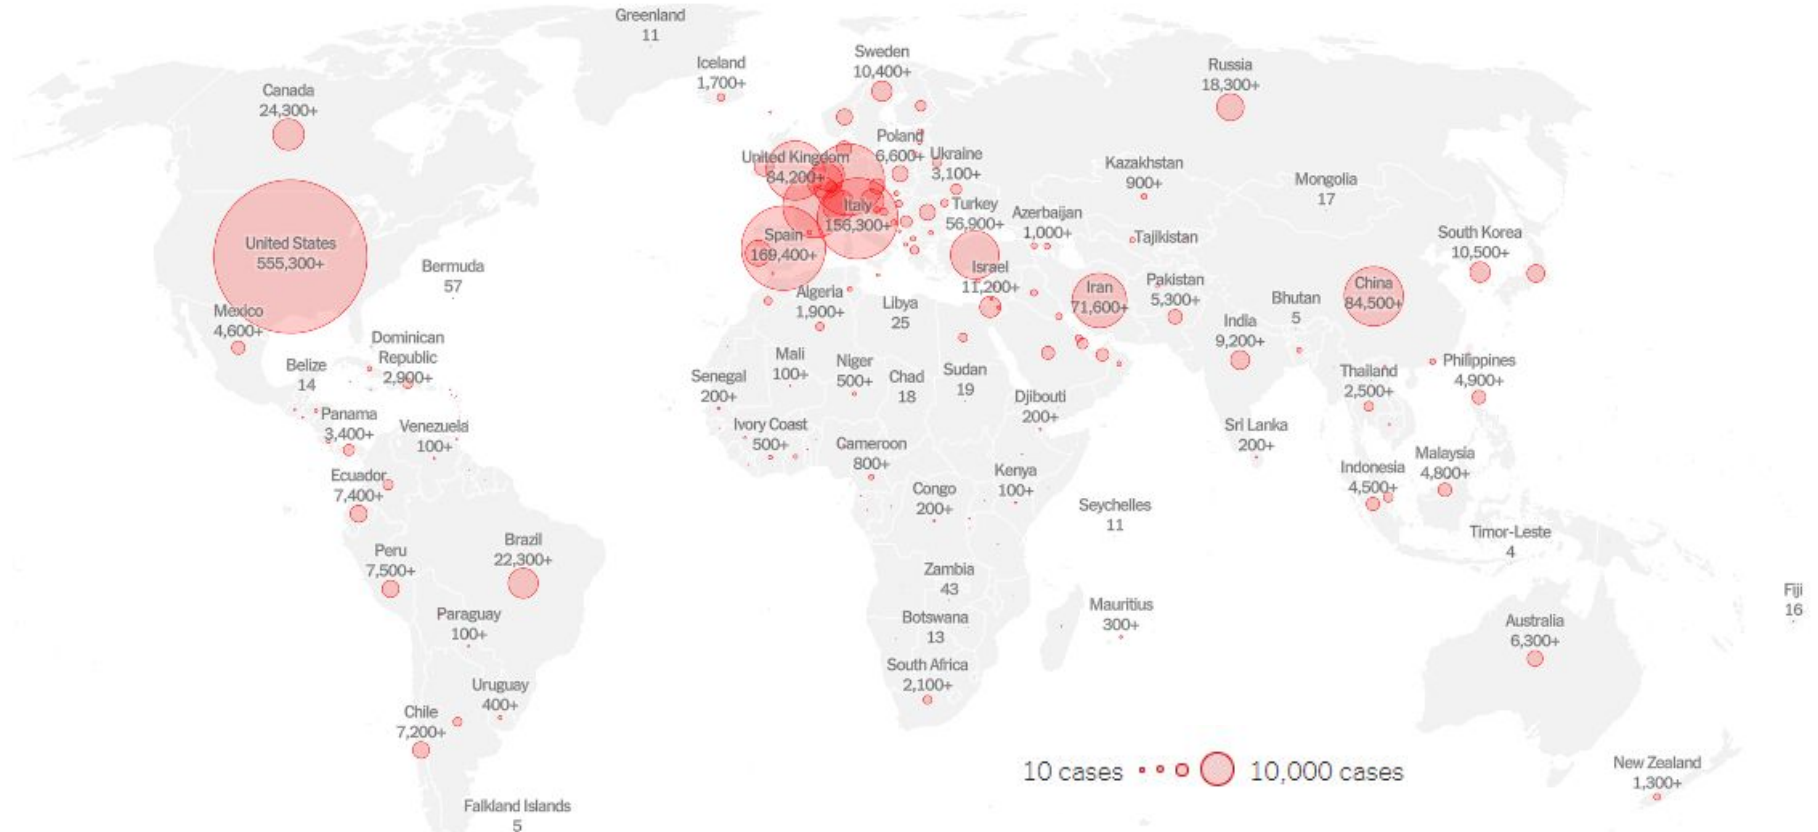 Greenland
11
Iceland
1,700+
Sweden
10,400+
Russia
18,300+
Canada
24,300+
United Kingdom
84,200+
Poland
6,600+
Ukraine
3,100+
Kazakhstan
900+
Mongolia
17
United States
555,300+
Bermuda
57
Spain
169,400+
Italy
156,300+
Turkey
56,900+
Azerbaijan
1,000+
Tajikistan
South Korea
10,500+
Mexico
4,600+
Algeria
1,900+
Libya
25
Israel
11,200+
Iran
71,600+
Pakistan
5,300+
Bhutan
5
China
84,500+
India
9,200+
Dominican
Republic
2,900+
Belize
14
Senegal
200+
Mali
100+
Niger
500+
Chad
18
Sudan
19
Djibouti
200+
Thailand
2,500+
Philippines
4,900+
Panama
3,400+
Venezuela
100+
Ivory Coast
500+
Cameroon
800+
Sri Lanka
200+
Ecuador
7,400+
Congo
200+
Kenya
100+
Seychelles
11
Indonesia
4,500+
Malaysia
4,800+
Timor-Leste
4
Peru
7,500+
Brazil
22,300+
Zambia
43
Mauritius
300+
Fiji
16
Paraguay
100+
Botswana
13
Australia
6,300+
South Africa
2,100+
Uruguay
400+
Chile
7,200+
10 cases
10,000 cases
New Zealand
1,300+
Falkland Islands
5